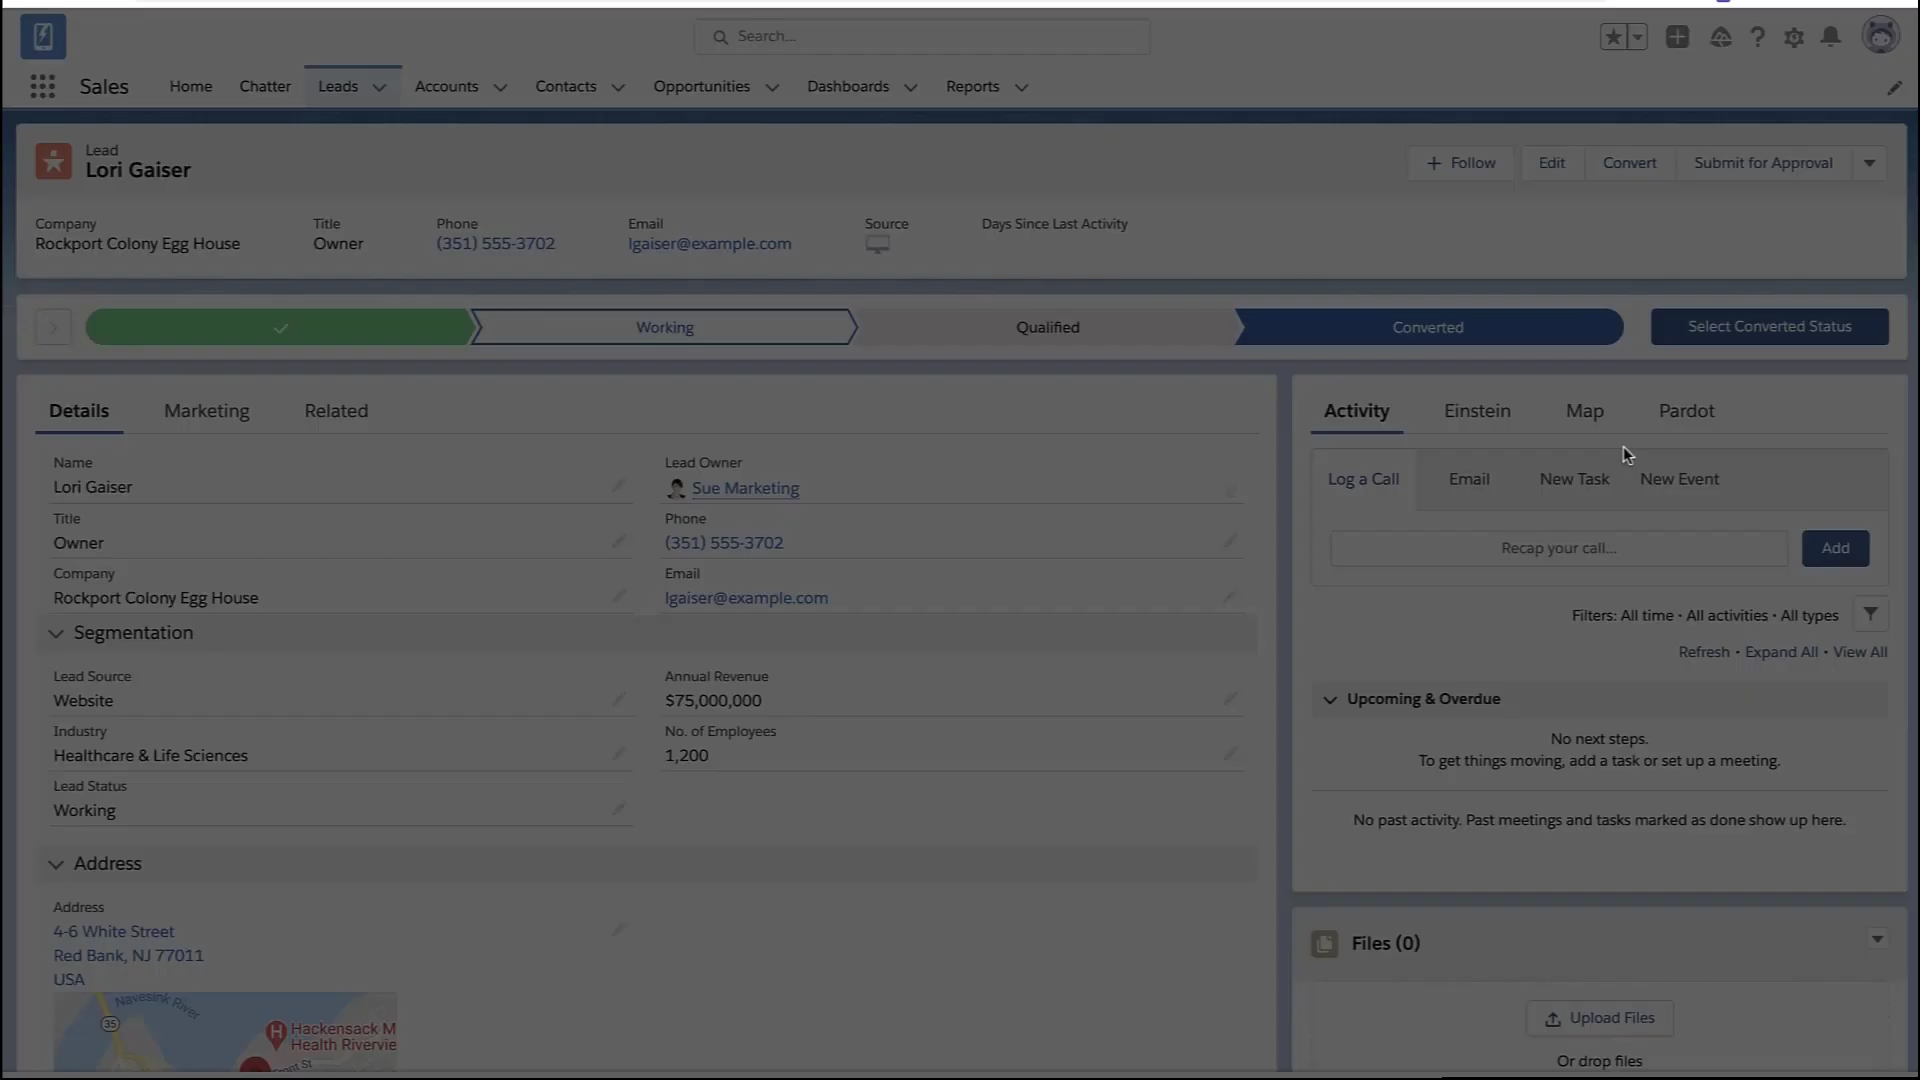 Search...
Sales
Home
Chatter
Leads
Accounts
Contacts
Opportunities
Dashboards
Reports
Lead
Lori Gaiser
Follow
Edit
Convert
Submit for Approval
Company
Rockport Colony Egg House
Title
Owner
Phone
(351) 555-3702
Email
lgaiser@example.com
Source
Days Since Last Activity
Working
Qualified
Converted
Select Converted Status
Details
Marketing
Related
Name
Lori Gaiser
Lead Owner
Sue Marketing
Title
Owner
Phone
(351) 555-3702
Company
Rockport Colony Egg House
Email
lgaiser@example.com
Segmentation
Lead Source
Website
Annual Revenue
$75,000,000
Industry
Healthcare & Life Sciences
No. of Employees
1,200
Lead Status
Working
Address
Address
4-6 White Street
Red Bank, NJ 77011
USA
Navesink River
35
H
Hackensack M
Health Rivervie
ront St
Activity
Einstein
Map
Pardot
Log a Call
Email
New Task
New Event
Recap your call...
Add
Filters: All time • All activities • All types
Refresh • Expand All • View All
Upcoming & Overdue
No next steps.
To get things moving, add a task or set up a meeting.
No past activity. Past meetings and tasks marked as done show up here.
Files (0)
Upload Files
Or drop files